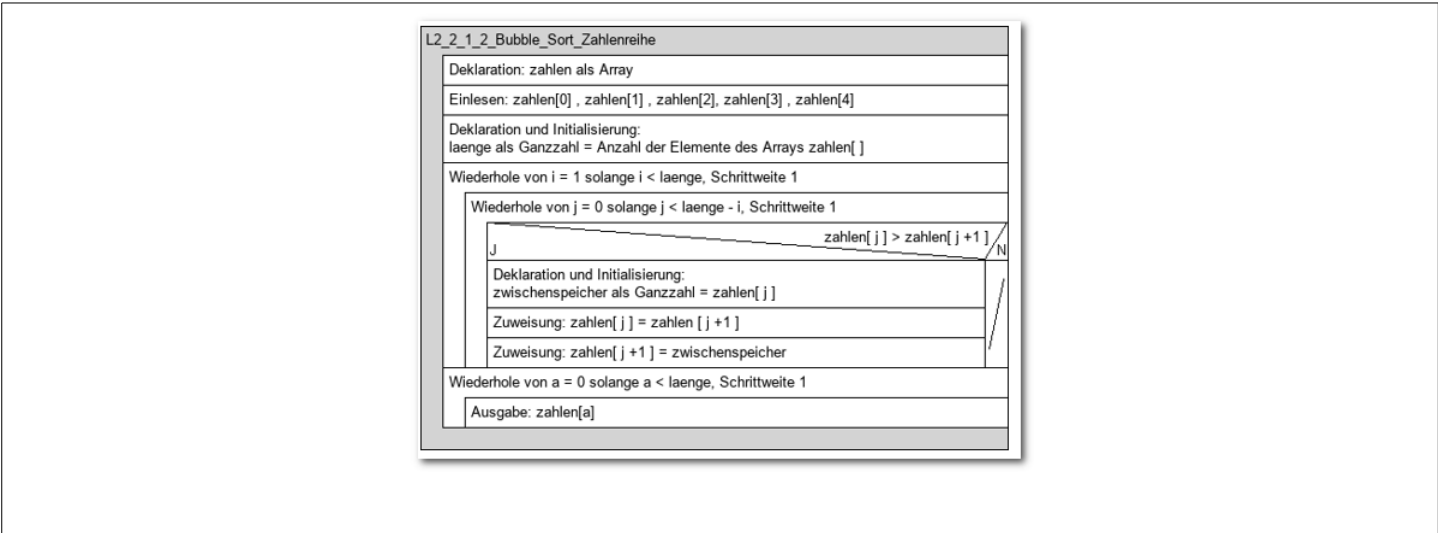 L2_2_1_2_Bubble_Sort_Zahlenreihe
Deklaration: zahlen als Array
Einlesen: zahlen[0] , zahlen[1] , zahlen[2], zahlen[3] , zahlen[4]
Deklaration und Initialisierung:
laenge als Ganzzahl = Anzahl der Elemente des Arrays zahlen[ ]
Wiederhole von i = 1 solange i < laenge, Schrittweite 1
Wiederhole von j = 0 solange j < laenge - i, Schrittweite 1
zahlen[ j ] > zahlen[ j +1 ]
J N
Deklaration und Initialisierung:
zwischenspeicher als Ganzzahl = zahlen[ j ]
Zuweisung: zahlen[ j ] = zahlen [ j +1 ]
Zuweisung: zahlen[ j +1 ] = zwischenspeicher
Wiederhole von a = 0 solange a < laenge, Schrittweite 1
Ausgabe: zahlen[a]